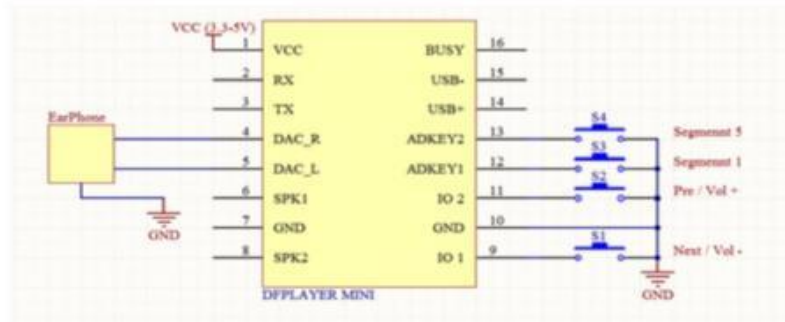 VCC (3.3-5V)
1 VCC BUSY 16
2 RX USB- 15
3 TX USB+ 14
EarPhone
4 DAC_R ADKEY2 13 S4 Segmennt 5
5 DAC_L ADKEY1 12 S3 Segmennt 1
6 SPK1 IO 2 11 S2 Pre / Vol +
7 GND GND 10
8 SPK2 IO 1 9 S1 Next / Vol -
GND
GND
DFPLAYER MINI